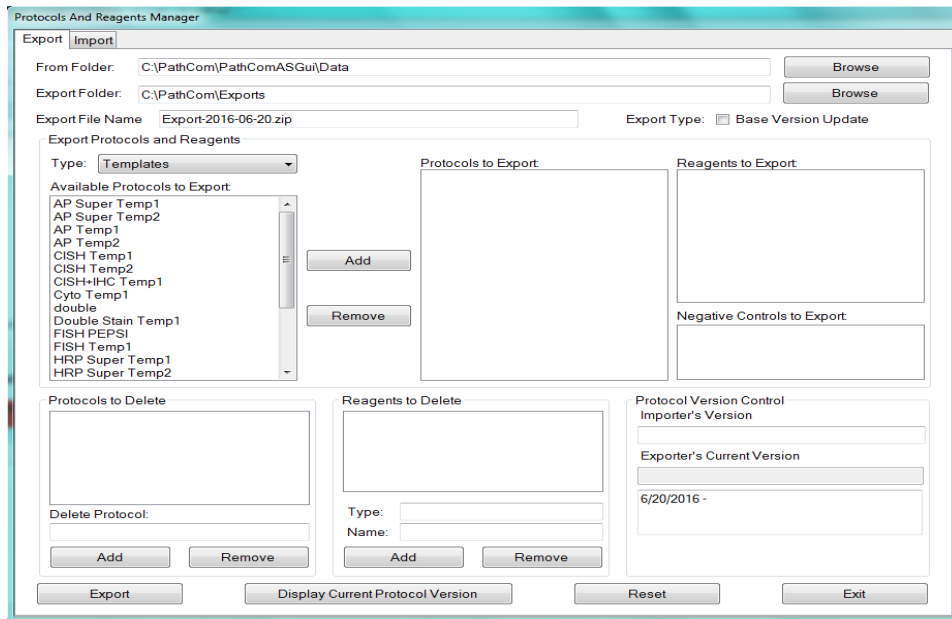 Protocols And Reagents Manager
Export Import
From Folder: C:\PathCom\PathComASGui\Data Browse
Export Folder: C:\PathCom\Exports Browse
Export File Name Export-2016-06-20.zip Export Type: Base Version Update
Export Protocols and Reagents
Type: Templates Protocols to Export: Reagents to Export:
Available Protocols to Export:
AP Super Temp1
AP Super Temp2
AP Temp1
AP Temp2
CISH Temp1
CISH Temp2
CISH+IHC Temp1
Cyto Temp1
double
Double Stain Temp1
FISH PEPSI
FISH Temp1
HRP Super Temp1
HRP Super Temp2
Add
Remove
Negative Controls to Export:
Protocols to Delete
Delete Protocol:
Add Remove
Reagents to Delete
Type:
Name:
Add Remove
Protocol Version Control
Importer's Version
Exporter's Current Version
6/20/2016 -
Export Display Current Protocol Version Reset Exit